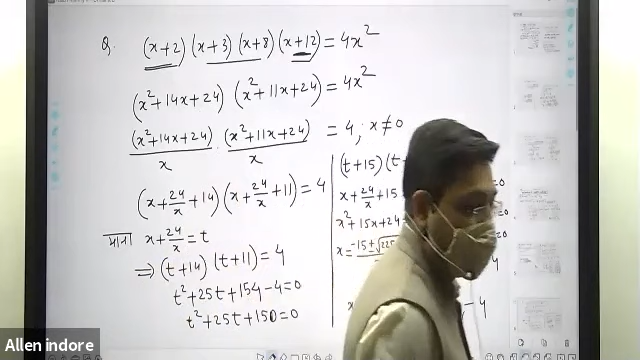 Q. (x+2) (x+3) (x+8) (x+12) = 4x²
(x²+14x+24) (x²+11x+24) = 4x²
(x²+14x+24)/x · (x²+11x+24)/x = 4 ; x≠0
(x+24/x+14)(x+24/x+11) = 4
माना x+24/x = t
⇒ (t+14) (t+11) = 4
t²+25t+154-4=0
t²+25t+150=0
(t+15) (t
x+24/x+15
x²+15x+24
x = -15±√225
Allen indore